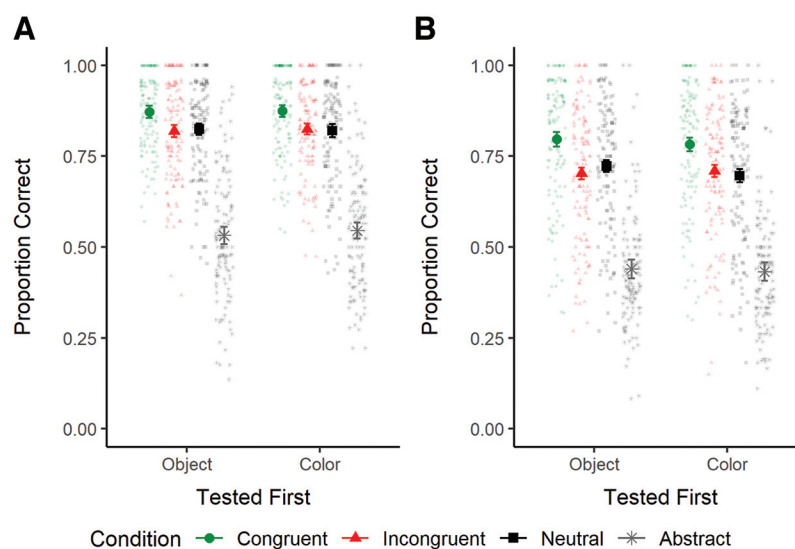 A
Proportion Correct
1.00
0.75
0.50
0.25
0.00
Object Color
Tested First
B
Proportion Correct
1.00
0.75
0.50
0.25
0.00
Object Color
Tested First
Condition Congruent Incongruent Neutral Abstract